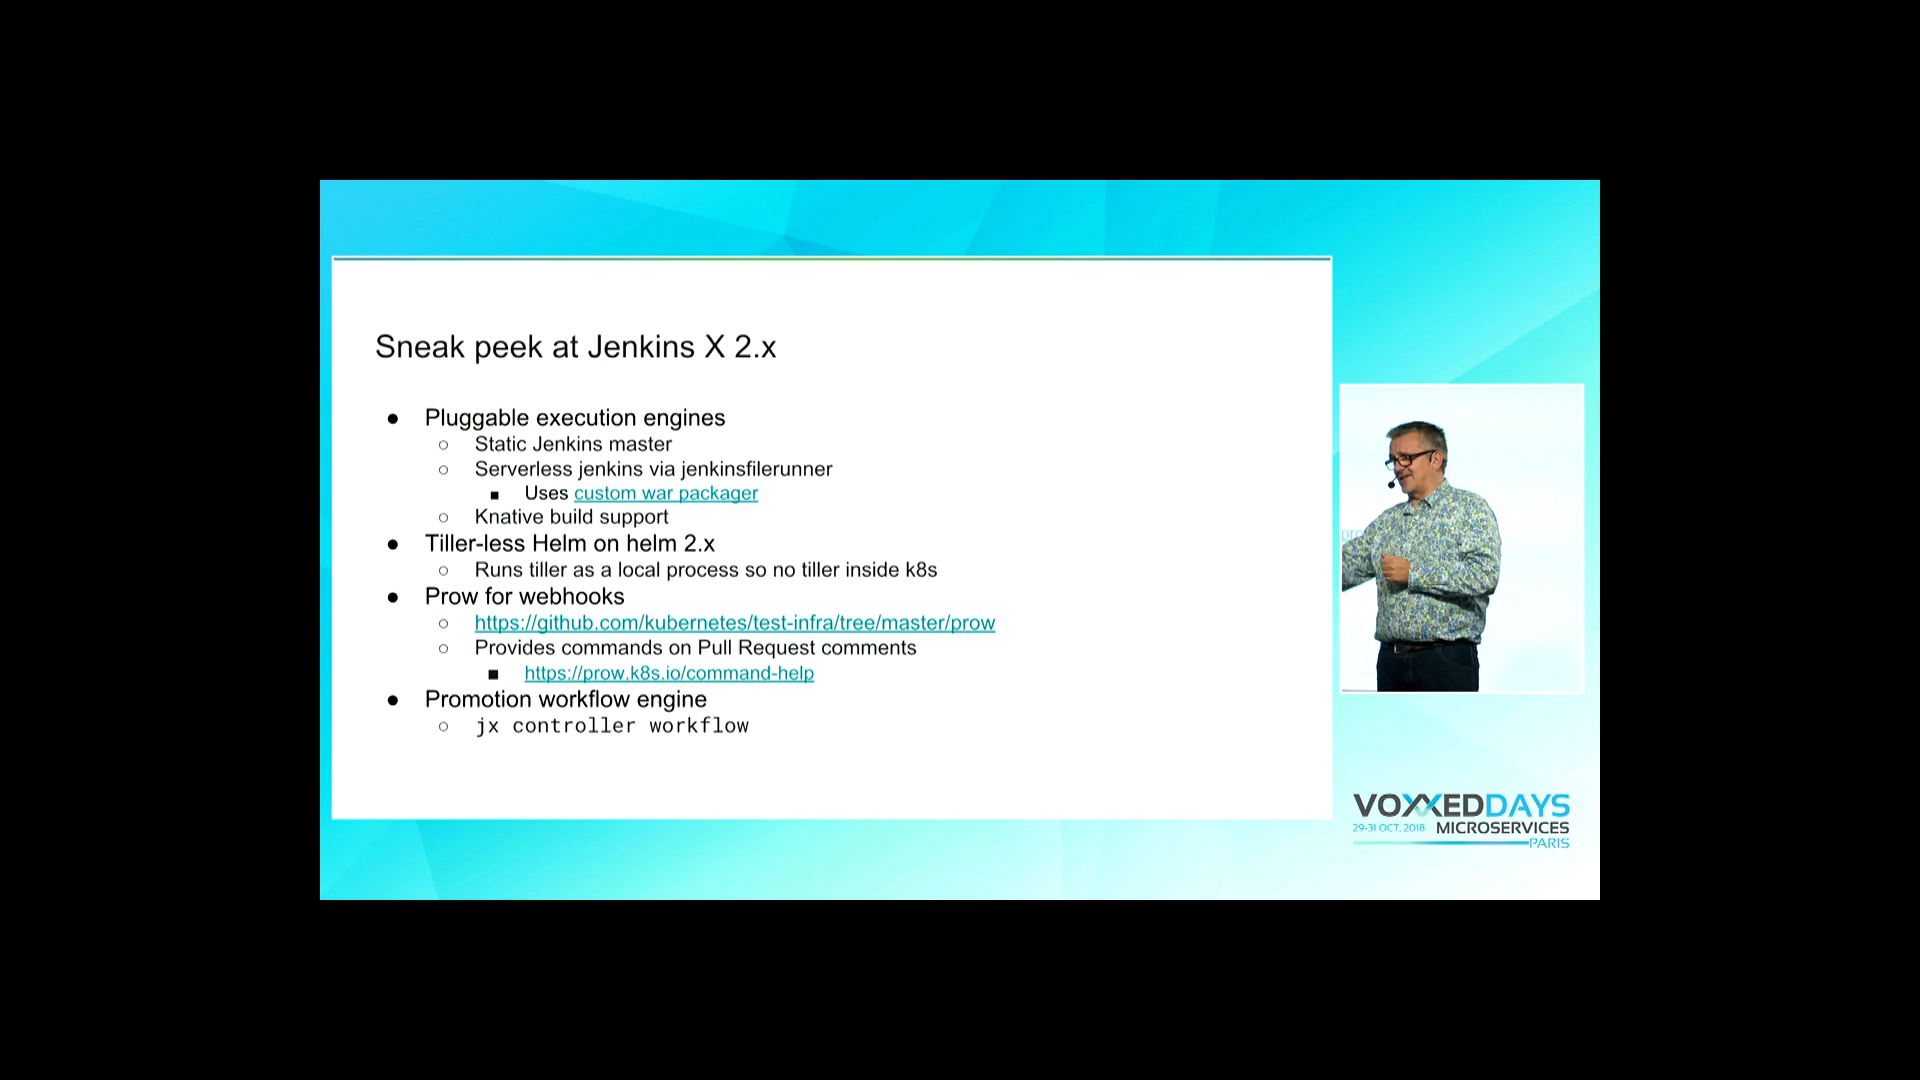 Sneak peek at Jenkins X 2.x
● Pluggable execution engines
○ Static Jenkins master
○ Serverless jenkins via jenkinsfilerunner
■ Uses custom war packager
○ Knative build support
● Tiller-less Helm on helm 2.x
○ Runs tiller as a local process so no tiller inside k8s
● Prow for webhooks
○ https://github.com/kubernetes/test-infra/tree/master/prow
○ Provides commands on Pull Request comments
■ https://prow.k8s.io/command-help
● Promotion workflow engine
○ jx controller workflow
pro
VOXXEDDAYS
29-31 OCT. 2018 MICROSERVICES
PARIS